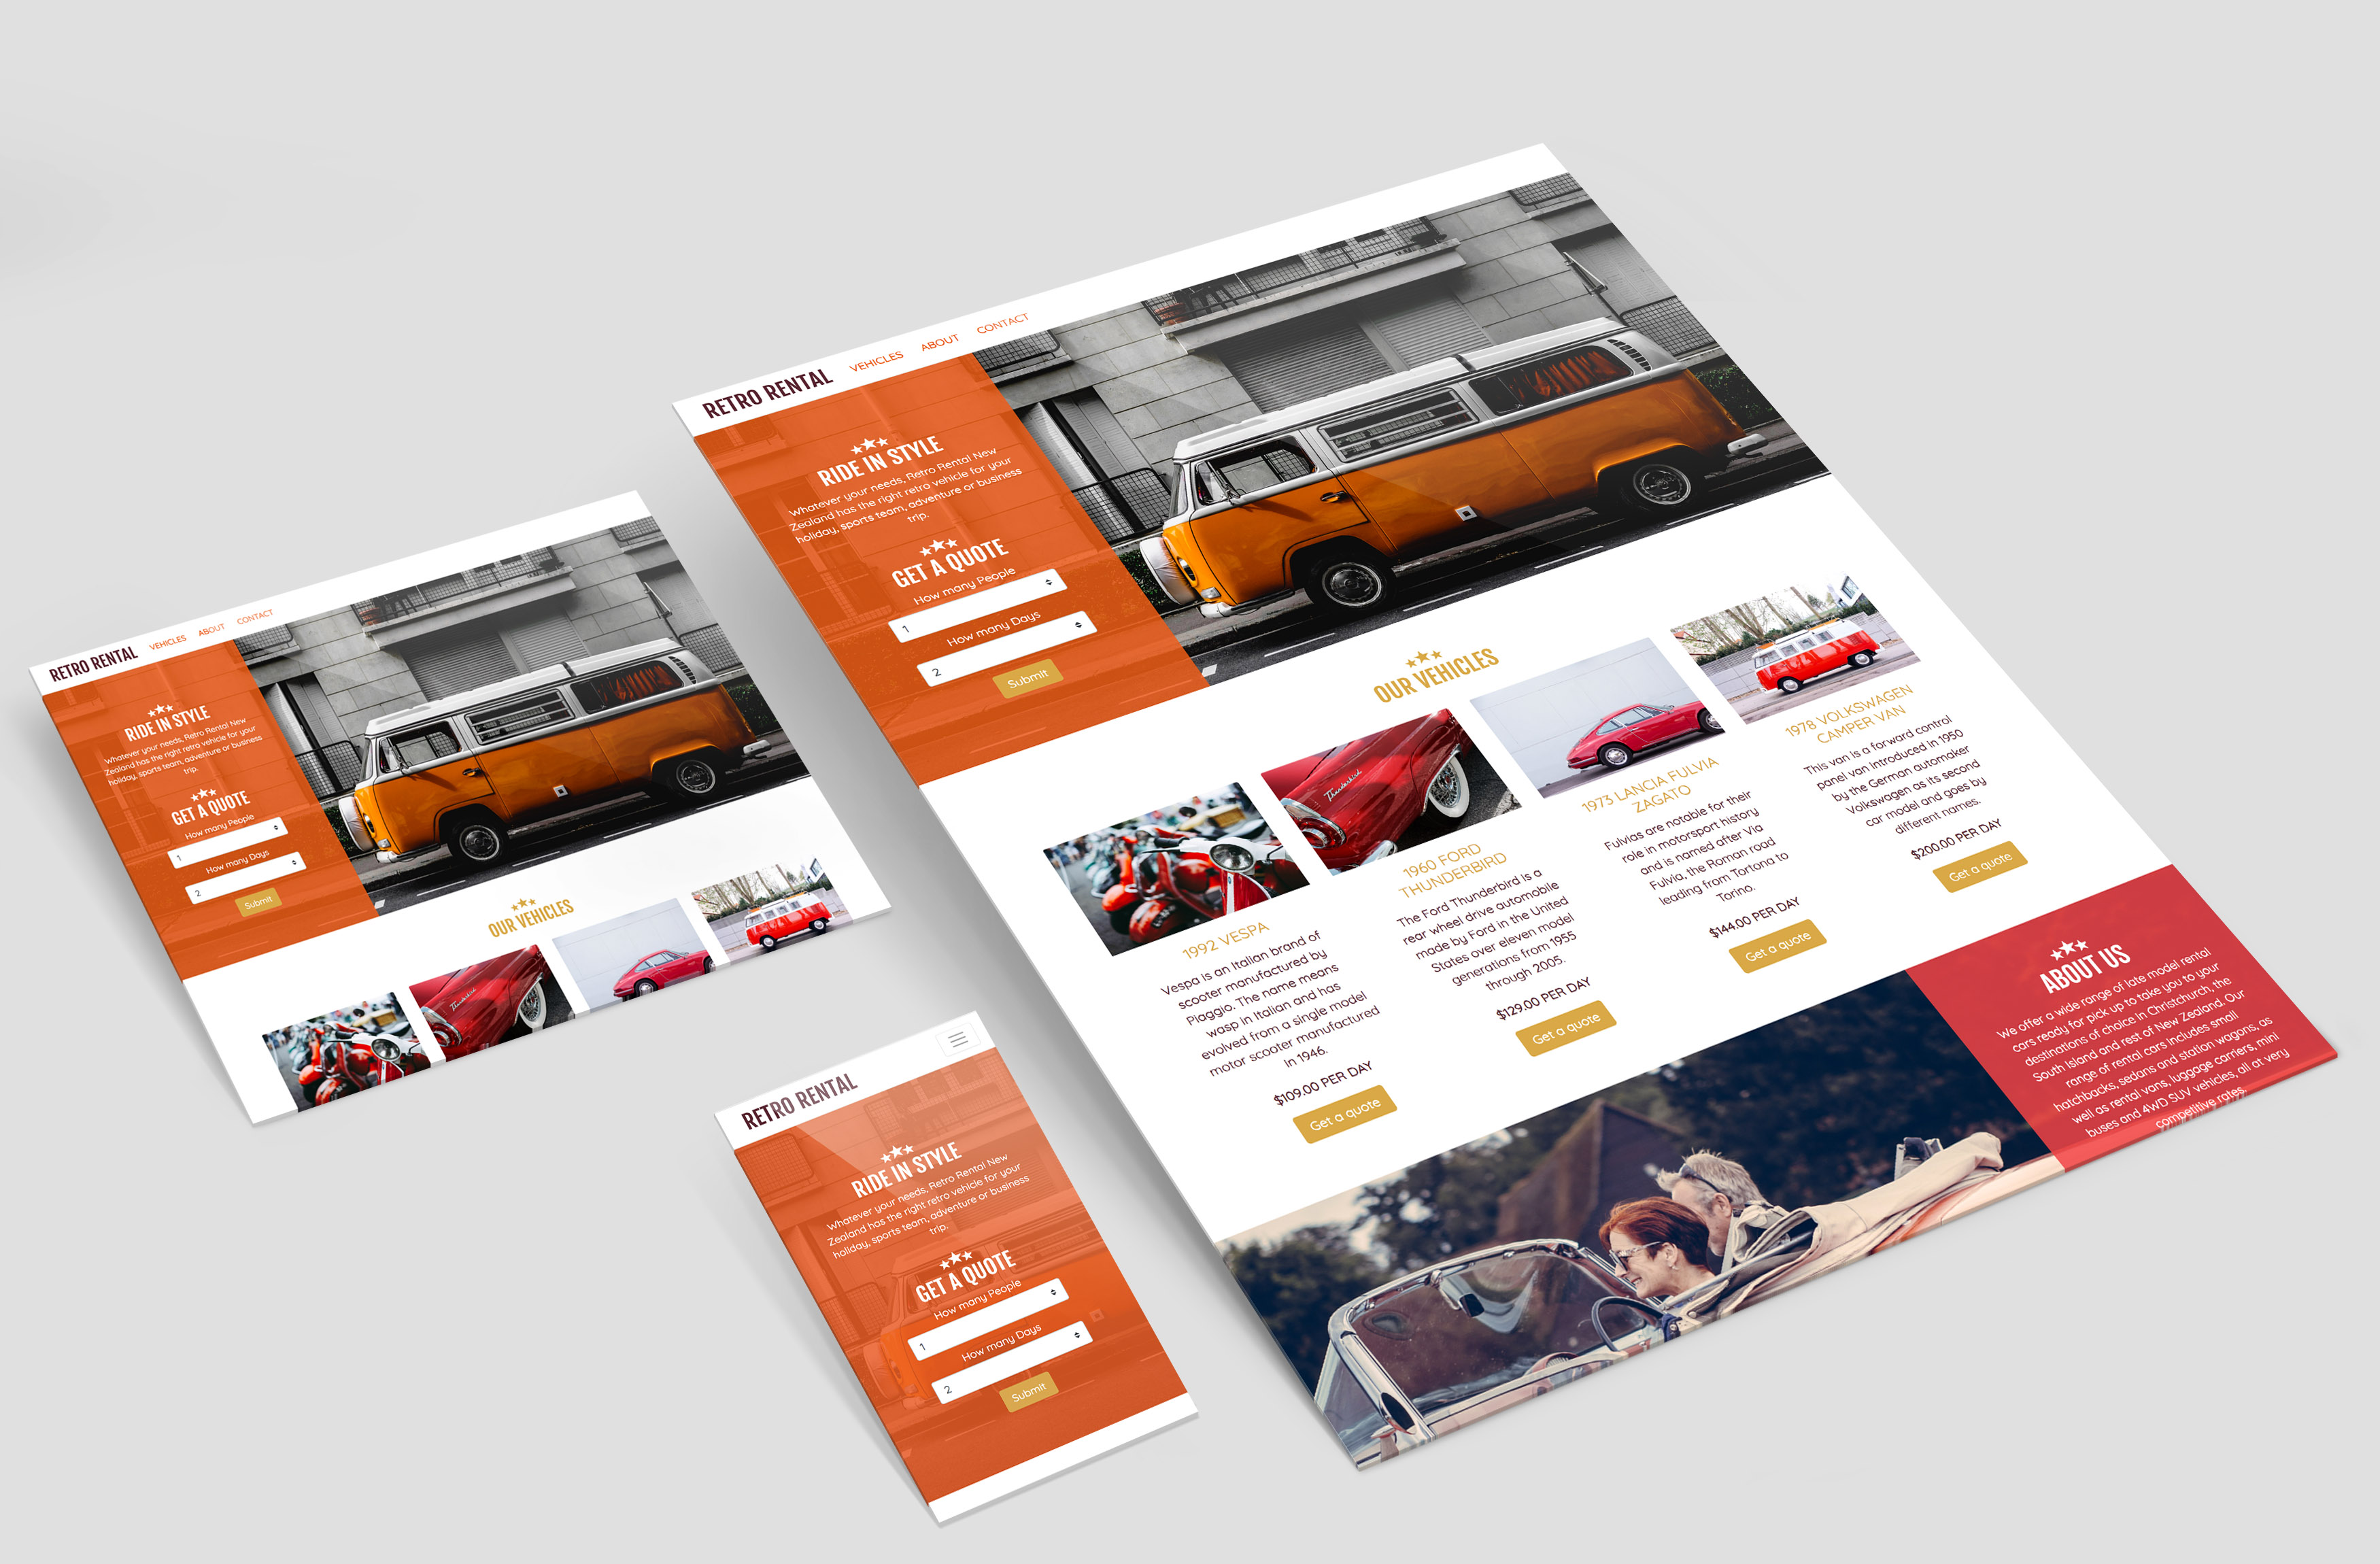 RETRO RENTAL VEHICLES ABOUT CONTACT
RIDE IN STYLE
Whatever your needs, Retro Rental New
Zealand has the right retro vehicle for your
holiday, sports team, adventure or business
trip.
GET A QUOTE
How many People
1
How many Days
2
Submit
OUR VEHICLES
Thunderbird
RETRO RENTAL VEHICLES ABOUT CONTACT
RIDE IN STYLE
Whatever your needs, Retro Rental New
Zealand has the right retro vehicle for your
holiday, sports team, adventure or business
trip.
GET A QUOTE
How many People
1
How many Days
2
Submit
OUR VEHICLES
Thunderbird
1992 VESPA
Vespa is an Italian brand of
scooter manufactured by
Piaggio. The name means
wasp in Italian and has
evolved from a single model
motor scooter manufactured
in 1946.
$109.00 PER DAY
Get a quote
1960 FORD
THUNDERBIRD
The Ford Thunderbird is a
rear wheel drive automobile
made by Ford in the United
States over eleven model
generations from 1955
through 2005.
$129.00 PER DAY
Get a quote
1973 LANCIA FULVIA
ZAGATO
Fulvias are notable for their
role in motorsport history
and is named after Via
Fulvia, the Roman road
leading from Tortona to
Torino.
$144.00 PER DAY
Get a quote
1978 VOLKSWAGEN
CAMPER VAN
This van is a forward control
panel van introduced in 1950
by the German automaker
Volkswagen as its second
car model and goes by
different names.
$200.00 PER DAY
Get a quote
ABOUT US
We offer a wide range of late model rental
cars ready for pick up to take you to your
destinations of choice in Christchurch, the
South Island and rest of New Zealand. Our
range of rental cars includes small
hatchbacks, sedans and station wagons, as
well as rental vans, luggage carriers, mini
buses and 4WD SUV vehicles, all at very
competitive rates.
RETRO RENTAL
RIDE IN STYLE
Whatever your needs, Retro Rental New
Zealand has the right retro vehicle for your
holiday, sports team, adventure or business
trip.
GET A QUOTE
How many People
1
How many Days
2
Submit